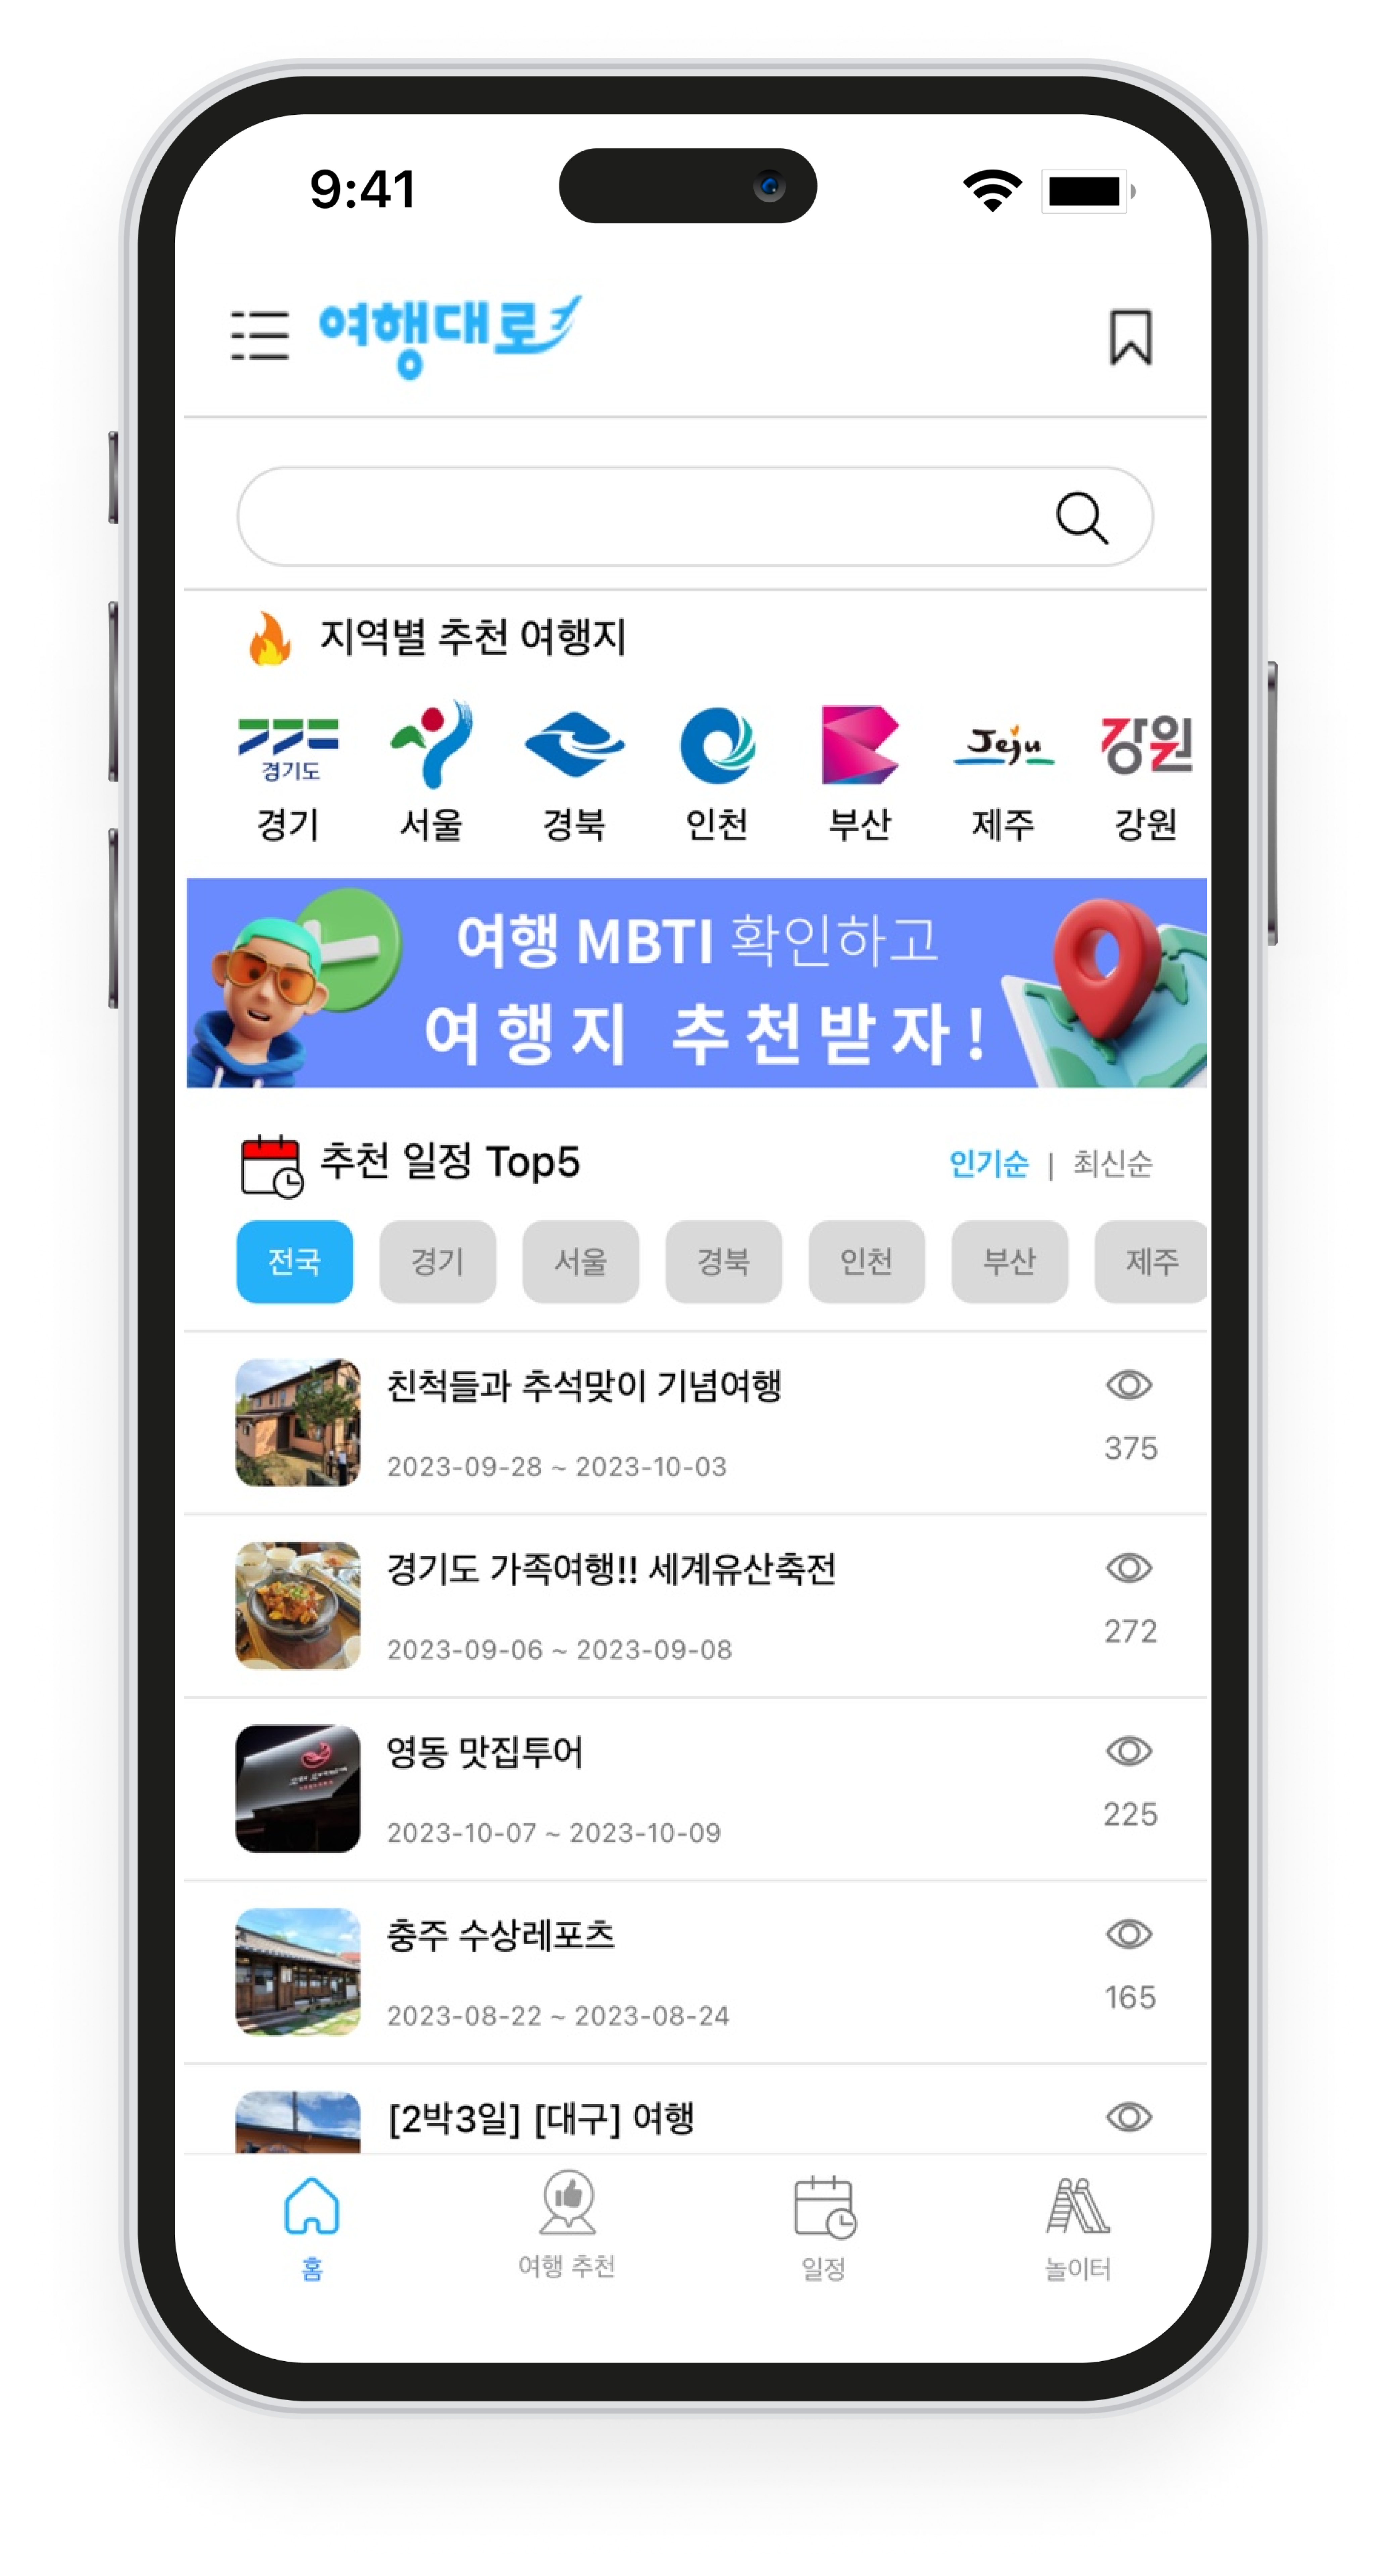 9:41
여행대로
지역별 추천 여행지
경기도
Jeju
강원
경기 서울 경북 인천 부산 제주 강원
여행 MBTI 확인하고
여행지 추천받자!
추천 일정 Top5 인기순 | 최신순
전국 경기 서울 경북 인천 부산 제주
친척들과 추석맞이 기념여행
2023-09-28 ~ 2023-10-03 375
경기도 가족여행!! 세계유산축전
2023-09-06 ~ 2023-09-08 272
영동 맛집투어
2023-10-07 ~ 2023-10-09 225
충주 수상레포츠
2023-08-22 ~ 2023-08-24 165
[2박3일] [대구] 여행
홈 여행 추천 일정 놀이터